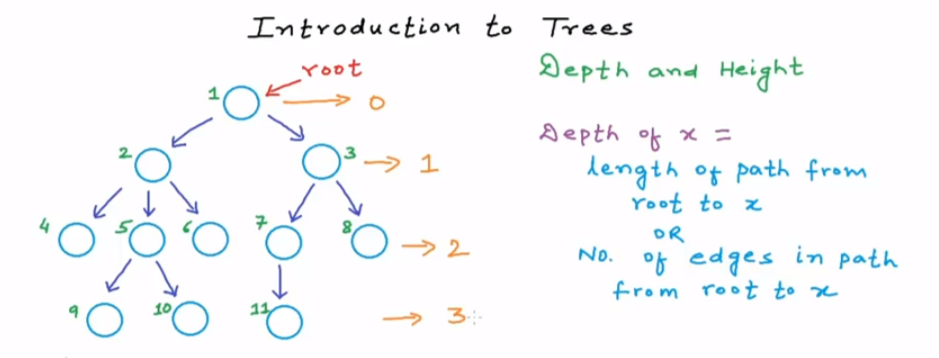 Introduction to Trees
root
1
→ 0
2
3
→ 1
4
5
6
7
8
→ 2
9
10
11
→ 3
Depth and Height
Depth of x =
length of path from
root to x
OR
No. of edges in path
from root to x